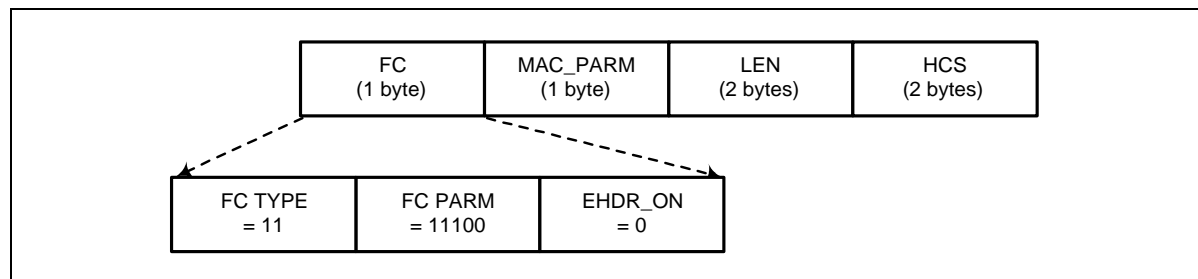 FC
(1 byte)
MAC_PARM
(1 byte)
LEN
(2 bytes)
HCS
(2 bytes)
FC TYPE
= 11
FC PARM
= 11100
EHDR_ON
= 0